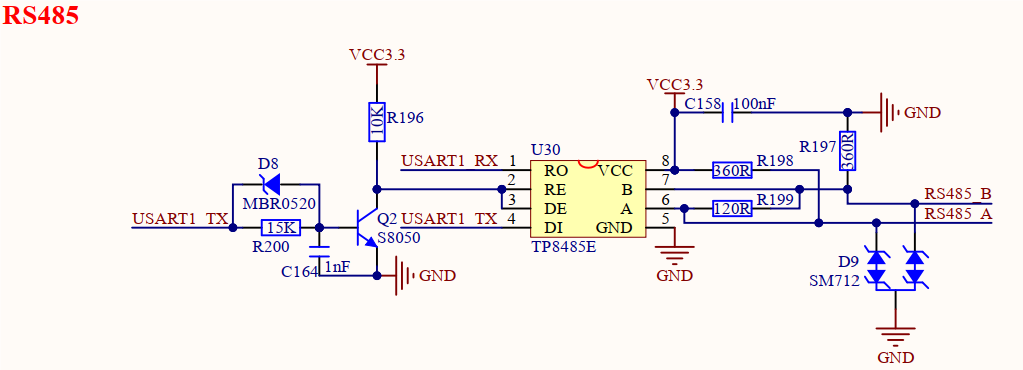 RS485
VCC3.3
10K
R196
D8
MBR0520
USART1_TX
15K
R200
C164
1nF
Q2
S8050
GND
USART1_RX
USART1_TX
U30
1 RO VCC 8
2 RE B 7
3 DE A 6
4 DI GND 5
TP8485E
GND
VCC3.3
C158 100nF
GND
R197
360R
360R
R198
120R
R199
RS485_B
RS485_A
D9
SM712
GND